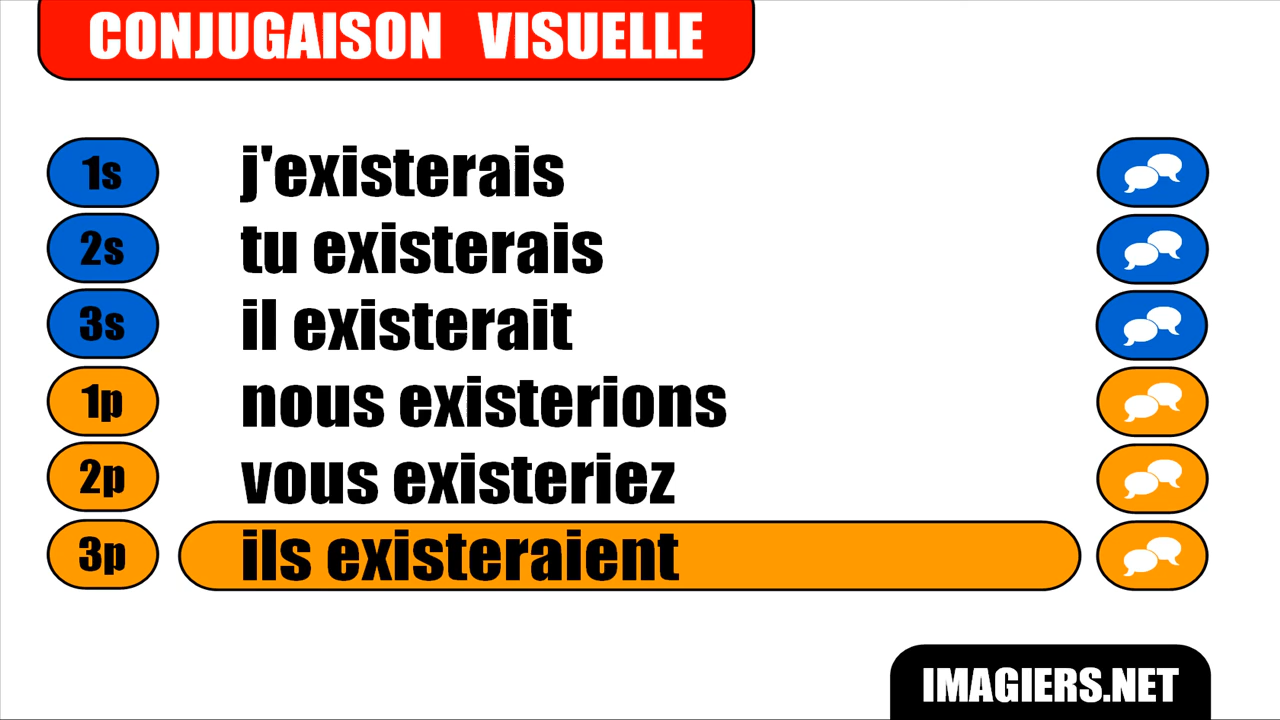 CONJUGAISON VISUELLE
1s j'existerais
2s tu existerais
3s il existerait
1p nous existerions
2p vous existeriez
3p ils existeraient
IMAGIERS.NET